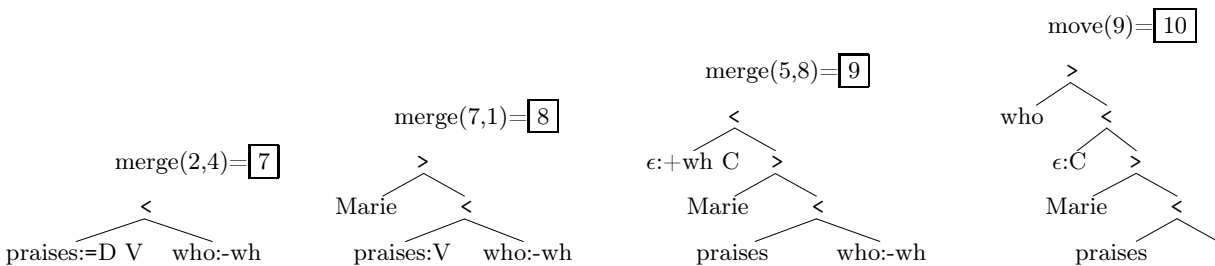 merge(2,4)= 7
<
praises:=D V who:-wh
merge(7,1)= 8
>
Marie <
praises:V who:-wh
merge(5,8)= 9
<
ϵ:+wh C >
Marie <
praises who:-wh
move(9)= 10
>
who <
ϵ:C >
Marie <
praises